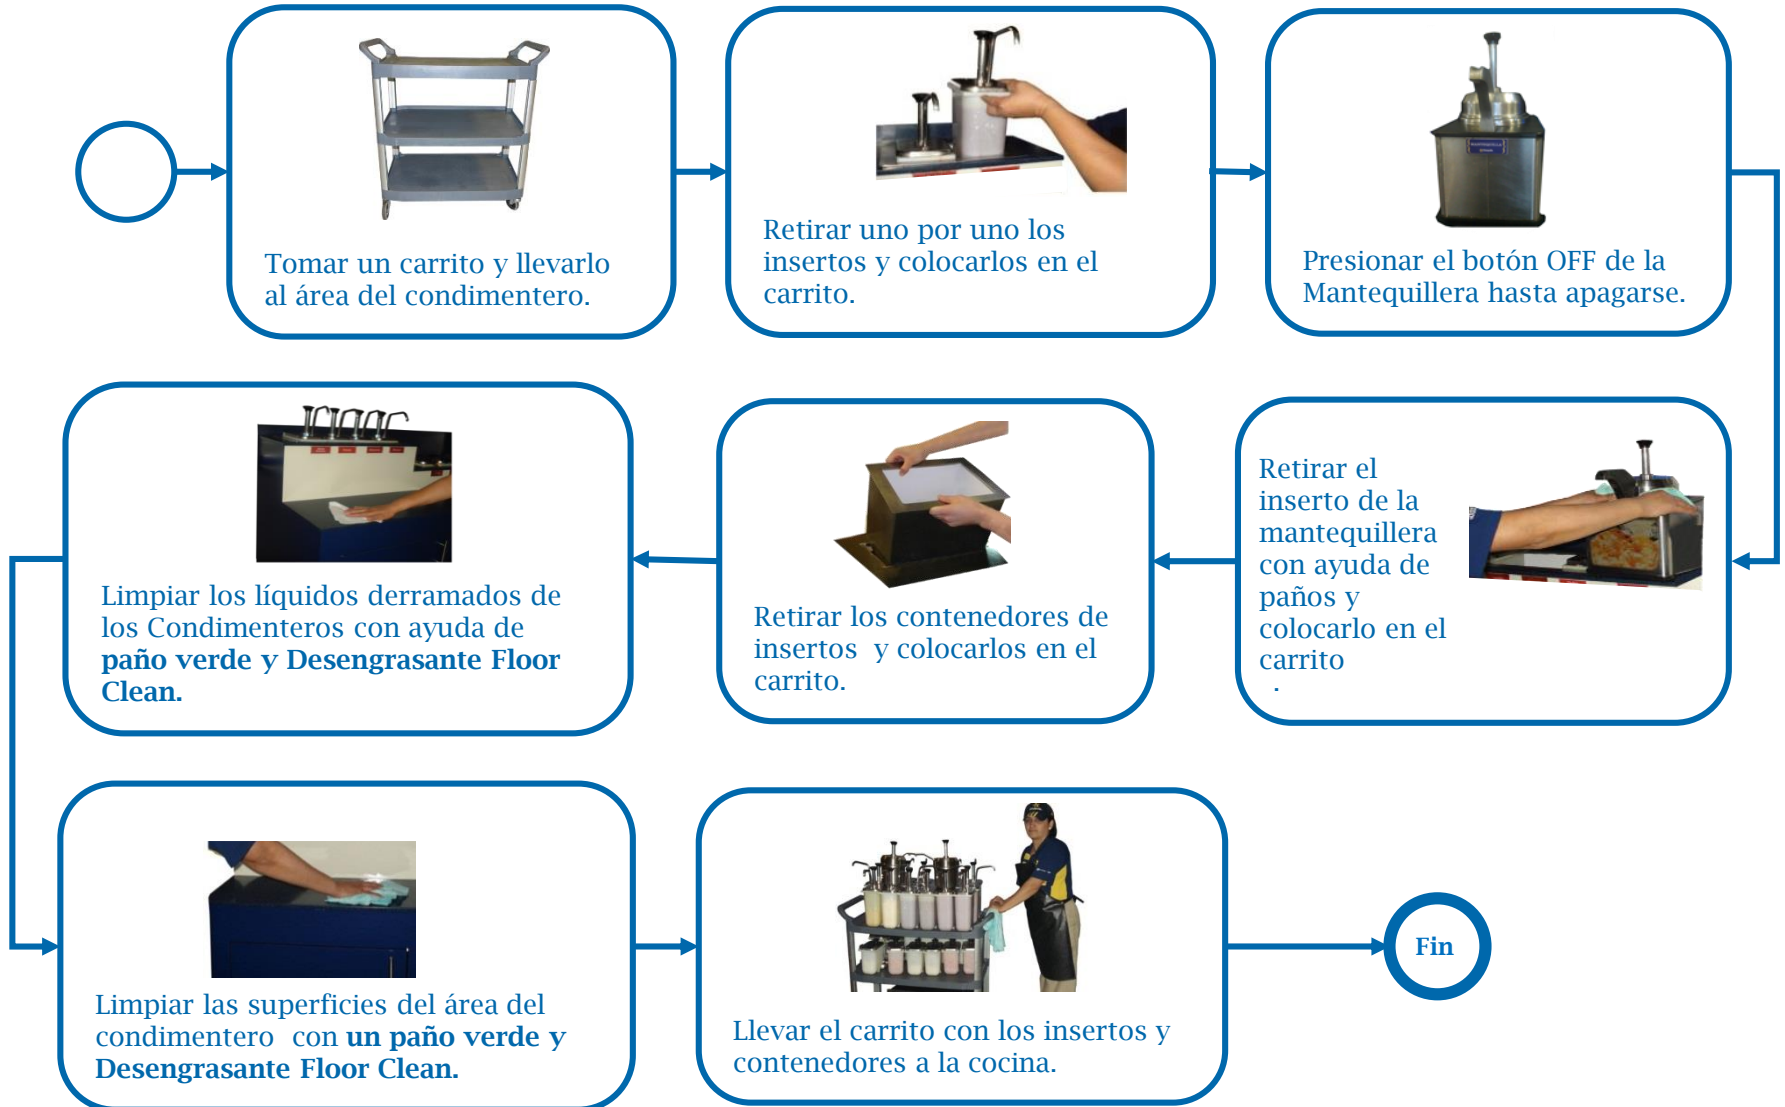 Tomar un carrito y llevarlo
al área del condimentero.
Retirar uno por uno los
insertos y colocarlos en el
carrito.
Presionar el botón OFF de la
Mantequillera hasta apagarse.
Retirar el
inserto de la
mantequillera
con ayuda de
paños y
colocarlo en el
carrito
.
Retirar los contenedores de
insertos y colocarlos en el
carrito.
Limpiar los líquidos derramados de
los Condimenteros con ayuda de
paño verde y Desengrasante Floor
Clean.
Limpiar las superficies del área del
condimentero con un paño verde y
Desengrasante Floor Clean.
Llevar el carrito con los insertos y
contenedores a la cocina.
Fin